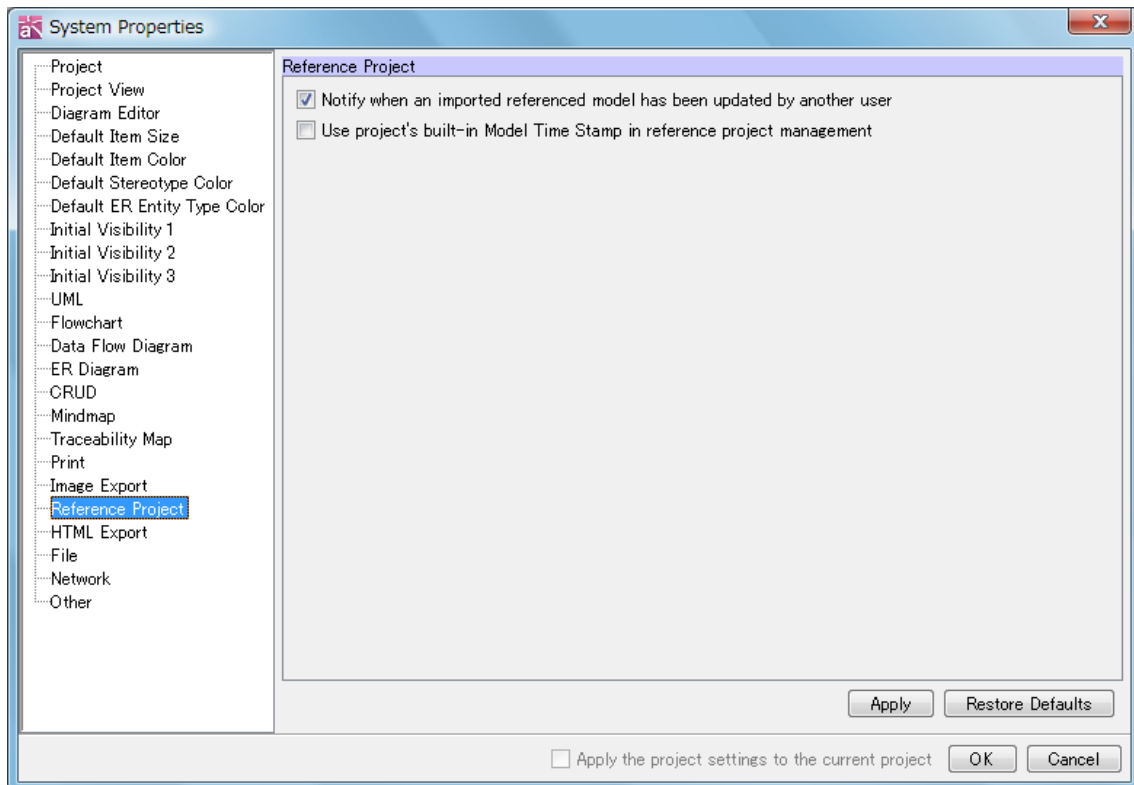 System Properties
Project
Project View
Diagram Editor
Default Item Size
Default Item Color
Default Stereotype Color
Default ER Entity Type Color
Initial Visibility 1
Initial Visibility 2
Initial Visibility 3
UML
Flowchart
Data Flow Diagram
ER Diagram
CRUD
Mindmap
Traceability Map
Print
Image Export
Reference Project
HTML Export
File
Network
Other
Reference Project
Notify when an imported referenced model has been updated by another user
Use project's built-in Model Time Stamp in reference project management
Apply
Restore Defaults
Apply the project settings to the current project
OK
Cancel